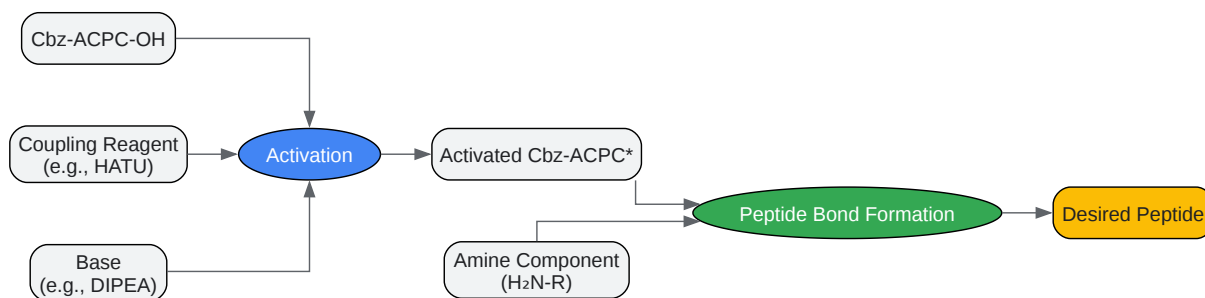 Cbz-ACPC-OH
Coupling Reagent
(e.g., HATU)
Activation
Activated Cbz-ACPC*
Peptide Bond Formation
Desired Peptide
Base
(e.g., DIPEA)
Amine Component
(H₂N-R)